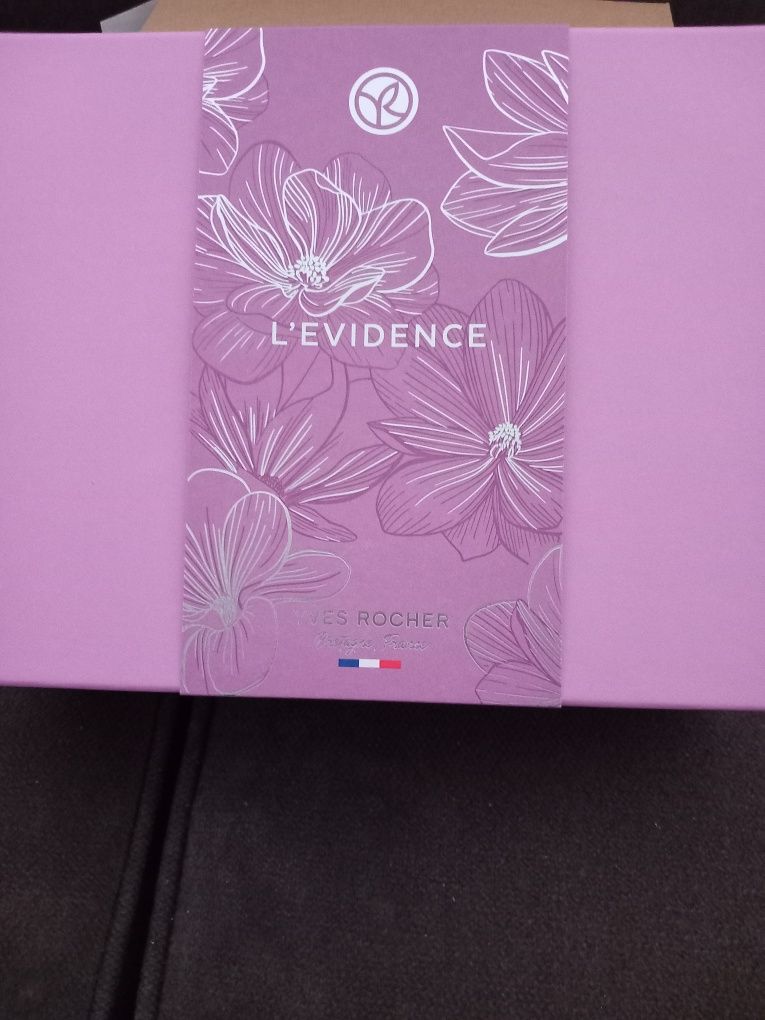 L'EVIDENCE
YVES ROCHER
Bretagne, France